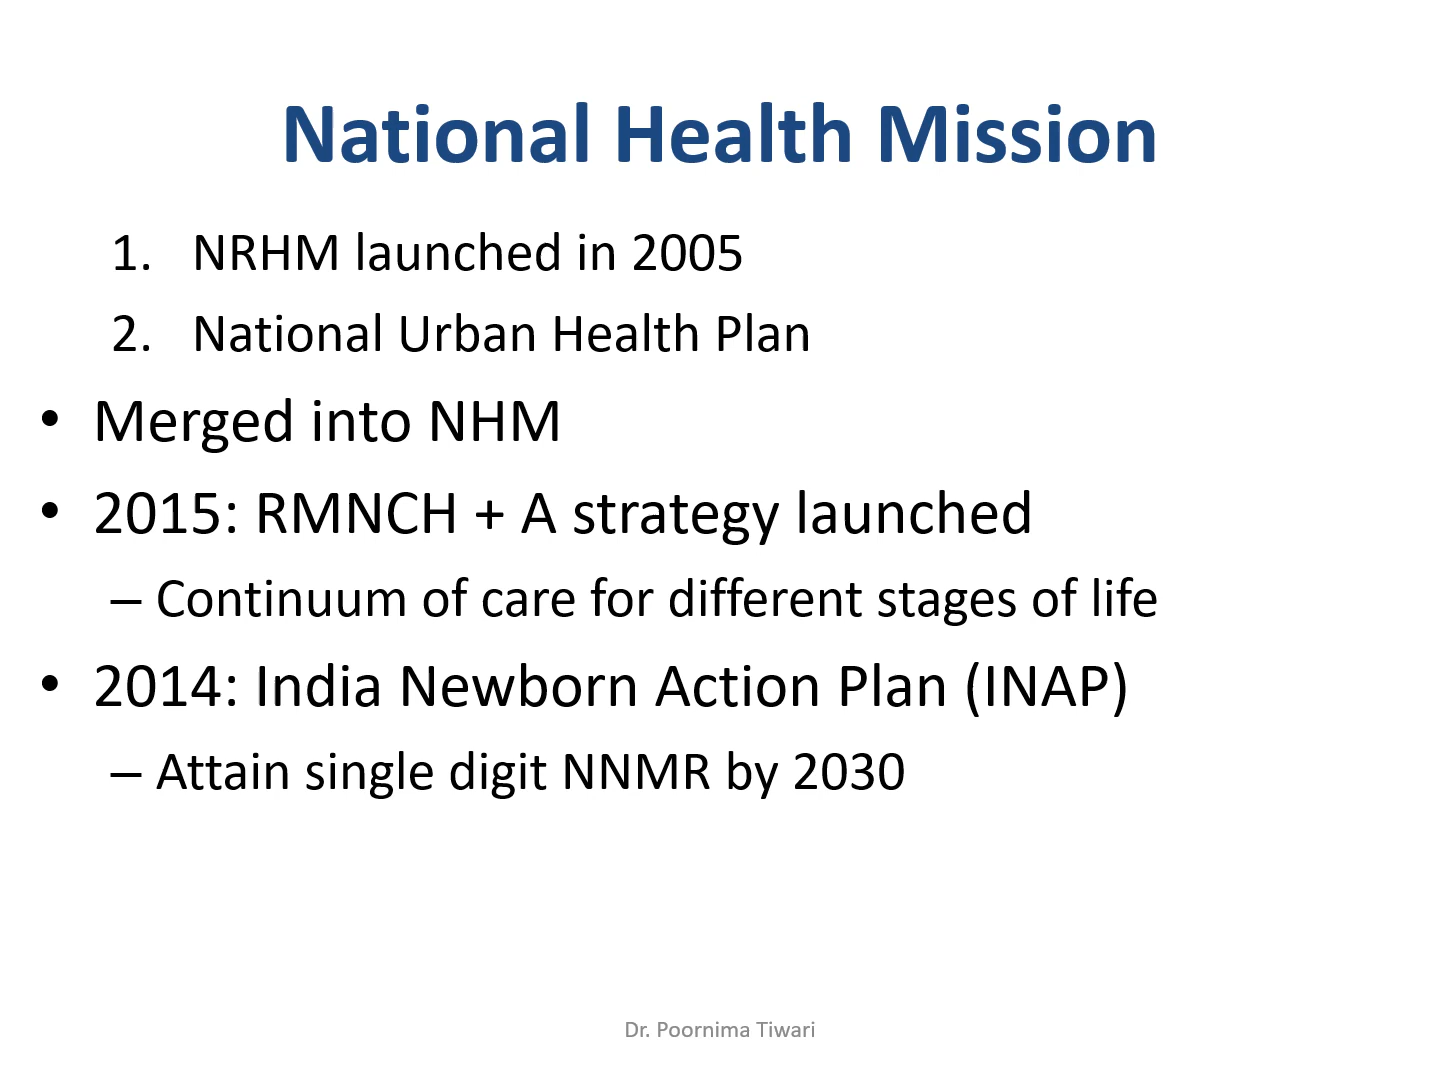 National Health Mission
1. NRHM launched in 2005
2. National Urban Health Plan
• Merged into NHM
• 2015: RMNCH + A strategy launched
– Continuum of care for different stages of life
• 2014: India Newborn Action Plan (INAP)
– Attain single digit NNMR by 2030
Dr. Poornima Tiwari